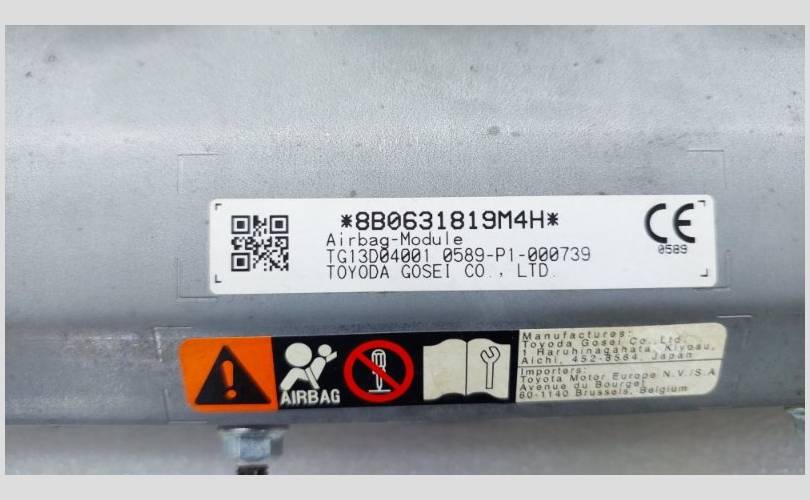 *8B0631819M4H*
Airbag-Module
TG13D04001 0589-P1-000739
TOYODA GOSEI CO., LTD.
CE
0589
AIRBAG
Manufactures:
Toyoda Gosei Co.,Ltd.
1 Haruhinagahata, Kiyosu,
Aichi, 452-8564, Japan
Importers:
Toyota Motor Europe N.V./S.A
Avenue du Bourget
60-1140 Brussels, Belgium